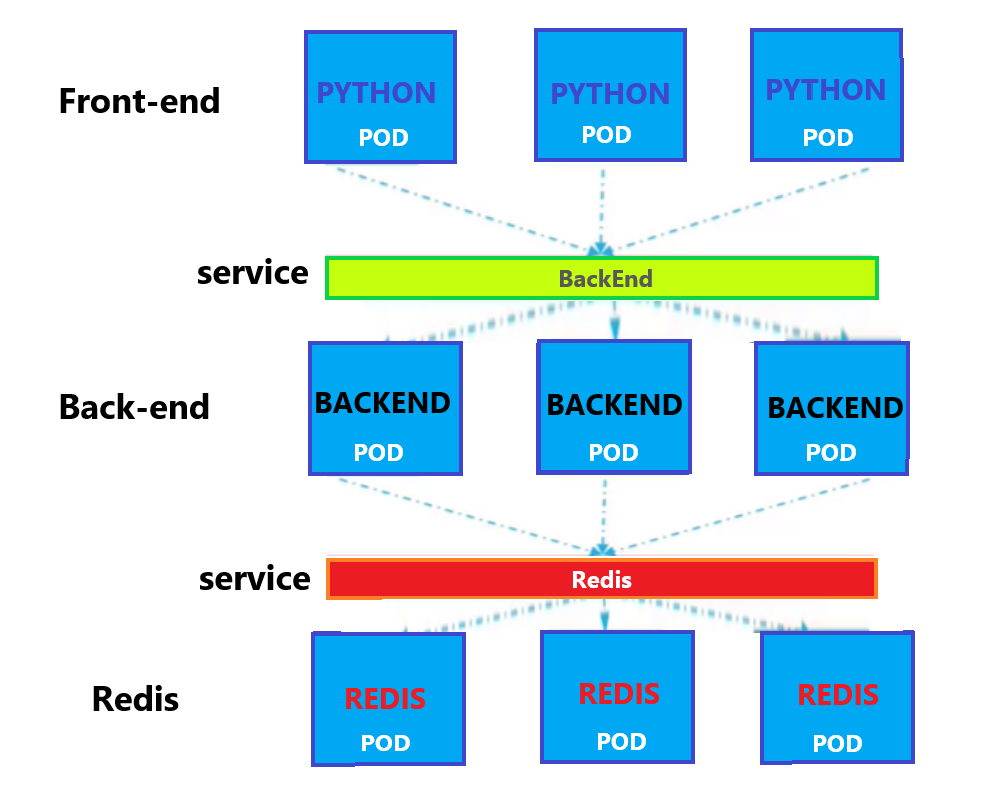 Front-end
PYTHON
POD
PYTHON
POD
PYTHON
POD
service
BackEnd
Back-end
BACKEND
POD
BACKEND
POD
BACKEND
POD
service
Redis
Redis
REDIS
POD
REDIS
POD
REDIS
POD